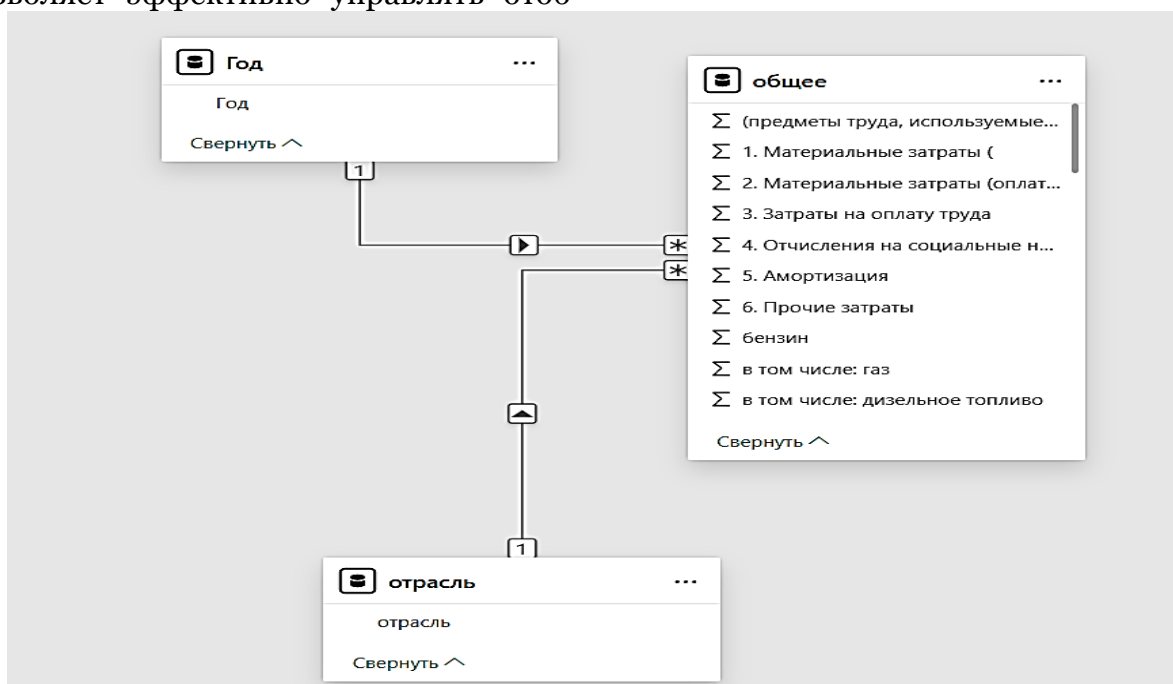 эффективно управлять
Год
...
Год
Свернуть
1
общее
...
Σ (предметы труда, используемые...
Σ 1. Материальные затраты (
Σ 2. Материальные затраты (оплат...
Σ 3. Затраты на оплату труда
* Σ 4. Отчисления на социальные н...
* Σ 5. Амортизация
Σ 6. Прочие затраты
Σ бензин
Σ в том числе: газ
Σ в том числе: дизельное топливо
Свернуть
1
отрасль
...
отрасль
Свернуть